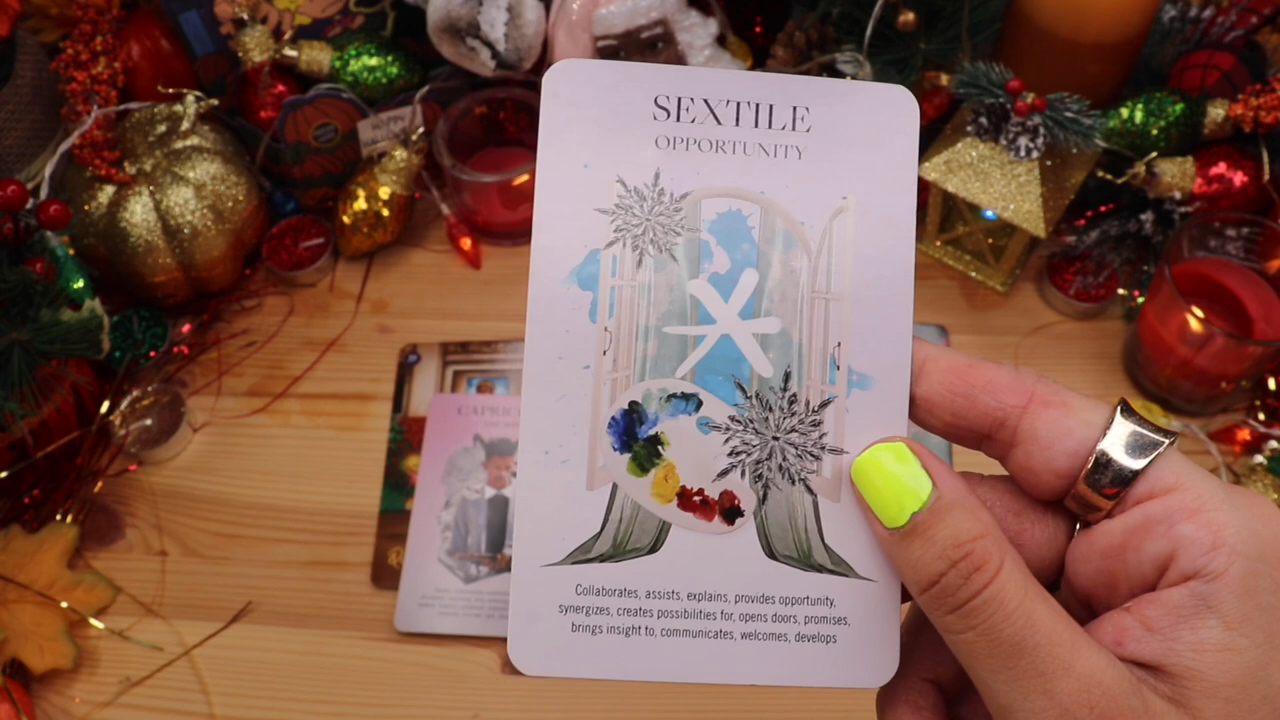 SEXTILE
OPPORTUNITY
Collaborates, assists, explains, provides opportunity,
synergizes, creates possibilities for, opens doors, promises,
brings insight to, communicates, welcomes, develops
CAPRIC